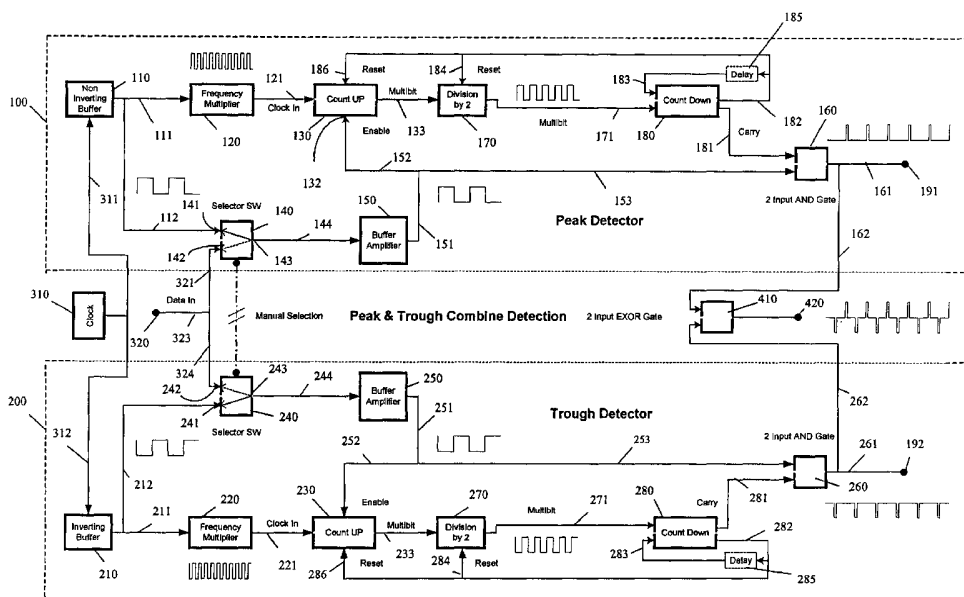 185
110
121
186
Reset
184
Reset
183
Delay
100
Non Inverting Buffer
Frequency Multiplier
Count UP
Multibit
Division by 2
Count Down
111
120
Clock In
130
133
170
Multibit
171
180
182
160
Enable
132
Carry
181
152
153
161
191
311
141
Selector SW
140
150
2 Input AND Gate
112
144
Buffer Amplifier
151
Peak Detector
142
143
162
321
310
Clock
Data In
410
420
Manual Selection
Peak & Trough Combine Detection
2 Input EXOR Gate
320
323
324
243
250
200
242
244
Buffer Amplifier
Trough Detector
262
241
240
251
312
Selector SW
2 Input AND Gate
252
253
261
192
212
220
230
270
271
280
Carry
281
260
211
Clock In
Enable
Multibit
Multibit
282
Inverting Buffer
Frequency Multiplier
Count UP
Division by 2
Count Down
210
221
286
Reset
233
284
Reset
283
Delay
285